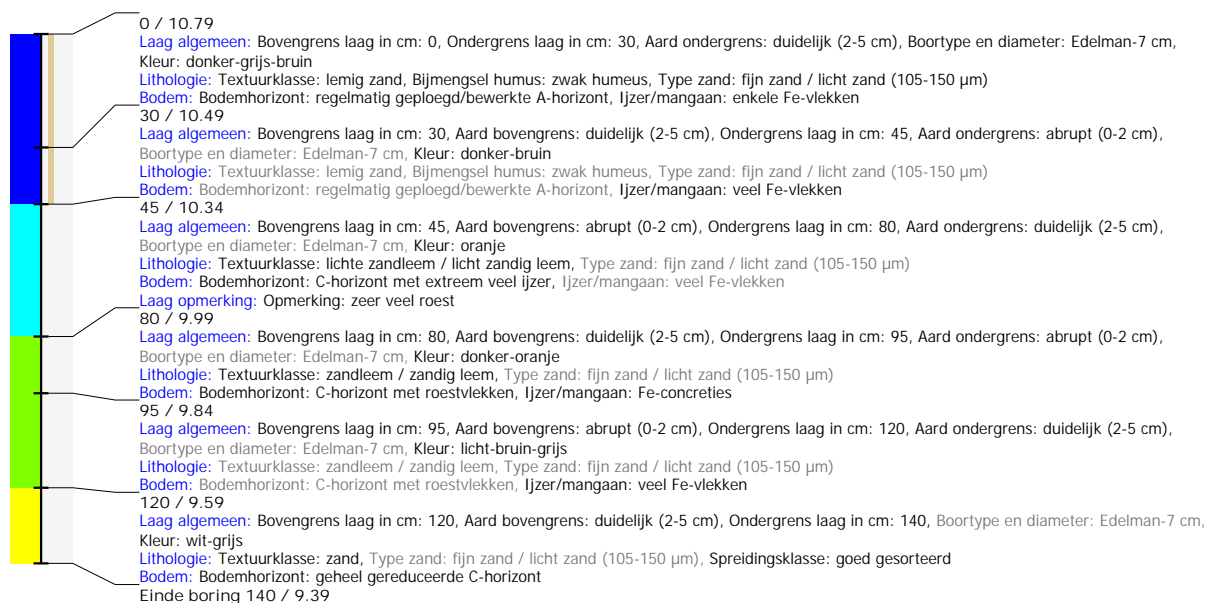 0 / 10.79
Laag algemeen: Bovengrens laag in cm: 0, Ondergrens laag in cm: 30, Aard ondergrens: duidelijk (2-5 cm), Boortype en diameter: Edelman-7 cm,
Kleur: donker-grijs-bruin
Lithologie: Textuurklasse: lemig zand, Bijmengsel humus: zwak humeus, Type zand: fijn zand / licht zand (105-150 µm)
Bodem: Bodemhorizont: regelmatig geploegd/bewerkte A-horizont, Ijzer/mangaan: enkele Fe-vlekken
30 / 10.49
Laag algemeen: Bovengrens laag in cm: 30, Aard bovengrens: duidelijk (2-5 cm), Ondergrens laag in cm: 45, Aard ondergrens: abrupt (0-2 cm),
Boortype en diameter: Edelman-7 cm, Kleur: donker-bruin
Lithologie: Textuurklasse: lemig zand, Bijmengsel humus: zwak humeus, Type zand: fijn zand / licht zand (105-150 µm)
Bodem: Bodemhorizont: regelmatig geploegd/bewerkte A-horizont, Ijzer/mangaan: veel Fe-vlekken
45 / 10.34
Laag algemeen: Bovengrens laag in cm: 45, Aard bovengrens: abrupt (0-2 cm), Ondergrens laag in cm: 80, Aard ondergrens: duidelijk (2-5 cm),
Boortype en diameter: Edelman-7 cm, Kleur: oranje
Lithologie: Textuurklasse: lichte zandleem / licht zandig leem, Type zand: fijn zand / licht zand (105-150 µm)
Bodem: Bodemhorizont: C-horizont met extreem veel ijzer, Ijzer/mangaan: veel Fe-vlekken
Laag opmerking: Opmerking: zeer veel roest
80 / 9.99
Laag algemeen: Bovengrens laag in cm: 80, Aard bovengrens: duidelijk (2-5 cm), Ondergrens laag in cm: 95, Aard ondergrens: abrupt (0-2 cm),
Boortype en diameter: Edelman-7 cm, Kleur: donker-oranje
Lithologie: Textuurklasse: zandleem / zandig leem, Type zand: fijn zand / licht zand (105-150 µm)
Bodem: Bodemhorizont: C-horizont met roestvlekken, Ijzer/mangaan: Fe-concreties
95 / 9.84
Laag algemeen: Bovengrens laag in cm: 95, Aard bovengrens: abrupt (0-2 cm), Ondergrens laag in cm: 120, Aard ondergrens: duidelijk (2-5 cm),
Boortype en diameter: Edelman-7 cm, Kleur: licht-bruin-grijs
Lithologie: Textuurklasse: zandleem / zandig leem, Type zand: fijn zand / licht zand (105-150 µm)
Bodem: Bodemhorizont: C-horizont met roestvlekken, Ijzer/mangaan: veel Fe-vlekken
120 / 9.59
Laag algemeen: Bovengrens laag in cm: 120, Aard bovengrens: duidelijk (2-5 cm), Ondergrens laag in cm: 140, Boortype en diameter: Edelman-7 cm,
Kleur: wit-grijs
Lithologie: Textuurklasse: zand, Type zand: fijn zand / licht zand (105-150 µm), Spreidingsklasse: goed gesorteerd
Bodem: Bodemhorizont: geheel gereduceerde C-horizont
Einde boring 140 / 9.39